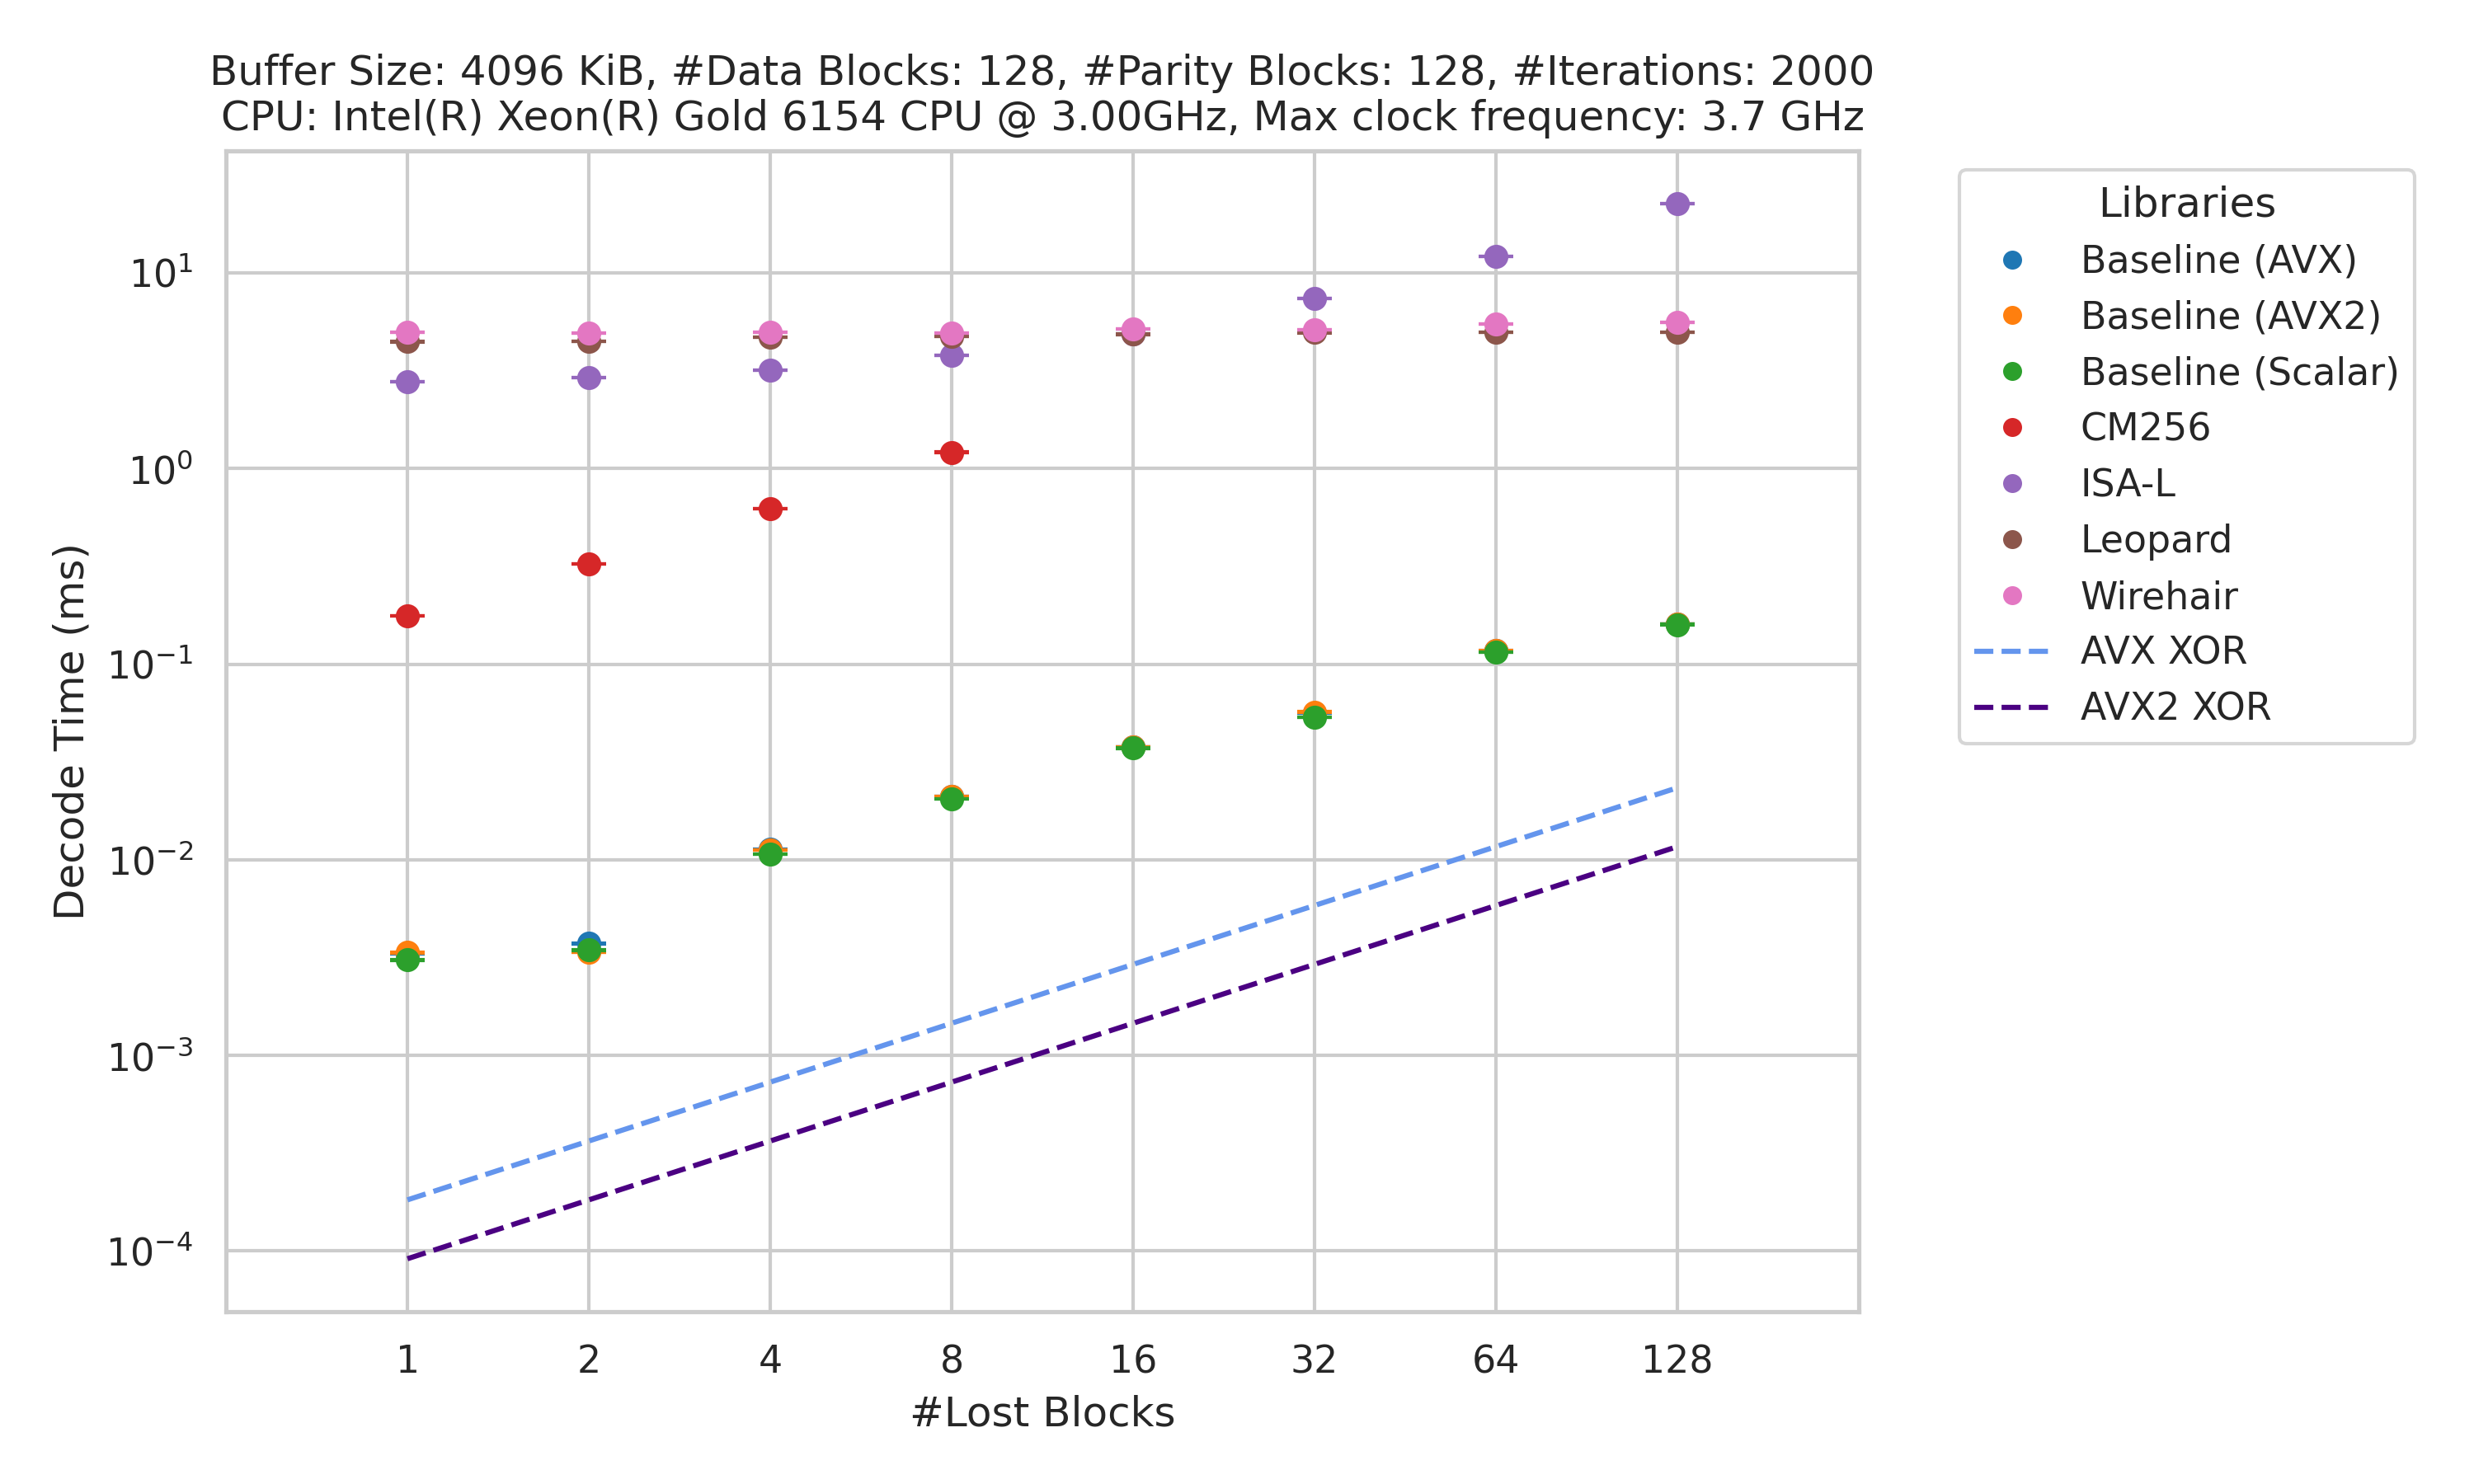 Buffer Size: 4096 KiB, #Data Blocks: 128, #Parity Blocks: 128, #Iterations: 2000
CPU: Intel(R) Xeon(R) Gold 6154 CPU @ 3.00GHz, Max clock frequency: 3.7 GHz
Decode Time (ms)
10¹
10⁰
10⁻¹
10⁻²
10⁻³
10⁻⁴
1 2 4 8 16 32 64 128
#Lost Blocks
Libraries
Baseline (AVX)
Baseline (AVX2)
Baseline (Scalar)
CM256
ISA-L
Leopard
Wirehair
AVX XOR
AVX2 XOR